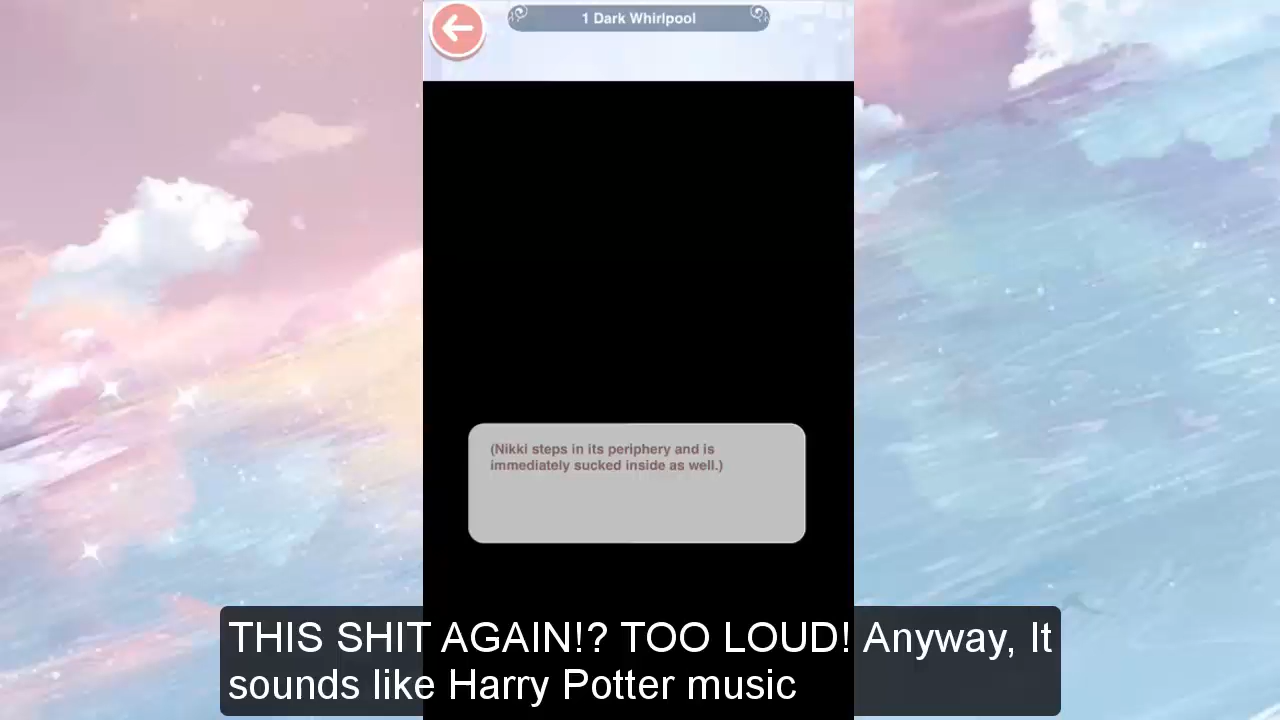 1 Dark Whirlpool
(Nikki steps in its periphery and is
immediately sucked inside as well.)
THIS SHIT AGAIN!? TOO LOUD! Anyway, It
sounds like Harry Potter music